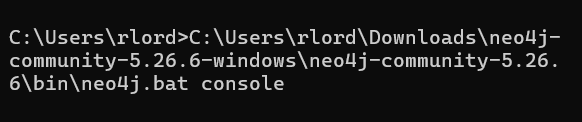 C:\Users\rlord>C:\Users\rlord\Downloads\neo4j-
community-5.26.6-windows\neo4j-community-5.26.
6\bin\neo4j.bat console